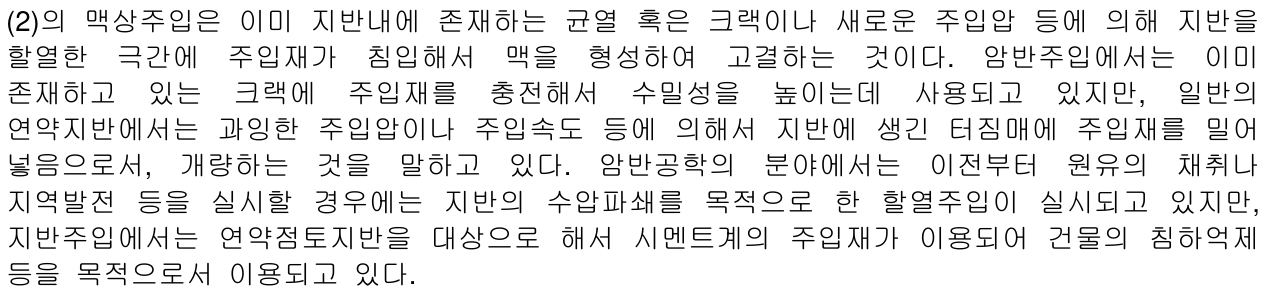 (2)의 맥상주입은 이미 지반내에 존재하는 균열 혹은 크랙이나 새로운 주입압 등에 의해 지반을
할열한 극간에 주입재가 침입해서 맥을 형성하여 고결하는 것이다. 암반주입에서는 이미
존재하고 있는 크랙에 주입재를 충전해서 수밀성을 높이는데 사용되고 있지만, 일반의
연약지반에서는 과잉한 주입압이나 주입속도 등에 의해서 지반에 생긴 터짐매에 주입재를 밀어
넣음으로서, 개량하는 것을 말하고 있다. 암반공학의 분야에서는 이전부터 원유의 채취나
지역발전 등을 실시할 경우에는 지반의 수압파쇄를 목적으로 한 할열주입이 실시되고 있지만,
지반주입에서는 연약점토지반을 대상으로 해서 시멘트계의 주입재가 이용되어 건물의 침하억제
등을 목적으로서 이용되고 있다.